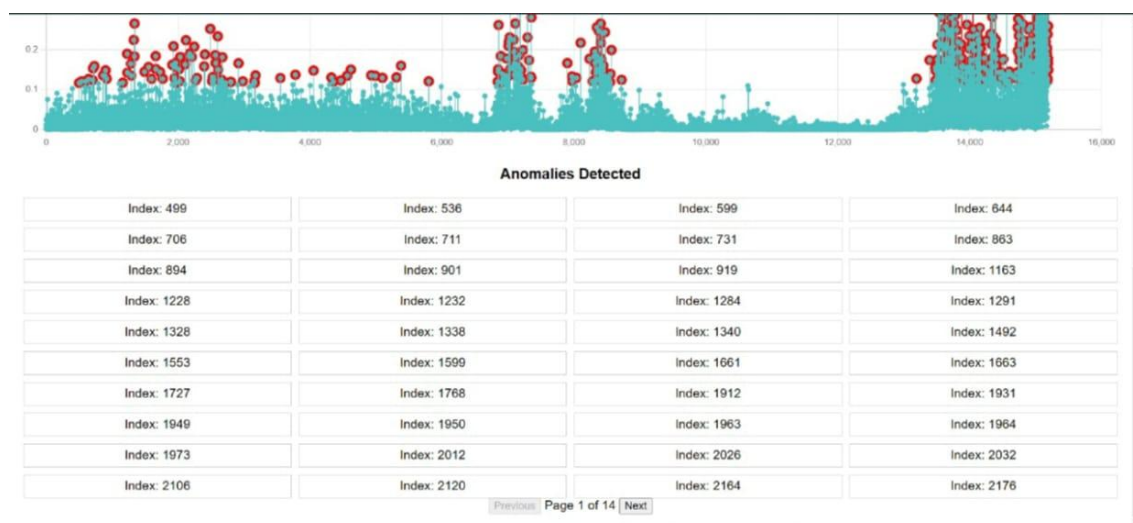 0.2
0.1
0
0 2,000 4,000 6,000 8,000 10,000 12,000 14,000 16,000
Anomalies Detected
Index: 499 Index: 536 Index: 599 Index: 644
Index: 706 Index: 711 Index: 731 Index: 863
Index: 894 Index: 901 Index: 919 Index: 1163
Index: 1228 Index: 1232 Index: 1284 Index: 1291
Index: 1328 Index: 1338 Index: 1340 Index: 1492
Index: 1553 Index: 1599 Index: 1661 Index: 1663
Index: 1727 Index: 1768 Index: 1912 Index: 1931
Index: 1949 Index: 1950 Index: 1963 Index: 1964
Index: 1973 Index: 2012 Index: 2026 Index: 2032
Index: 2106 Index: 2120 Index: 2164 Index: 2176
Previous Page 1 of 14 Next